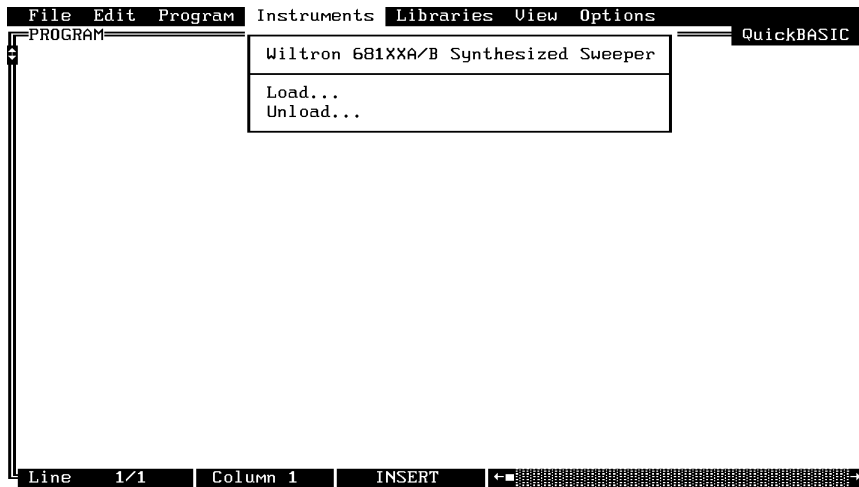 File Edit Program Instruments Libraries View Options
PROGRAM QuickBASIC
Wiltron 681XXA/B Synthesized Sweeper
Load...
Unload...
Line 1/1 Column 1 INSERT